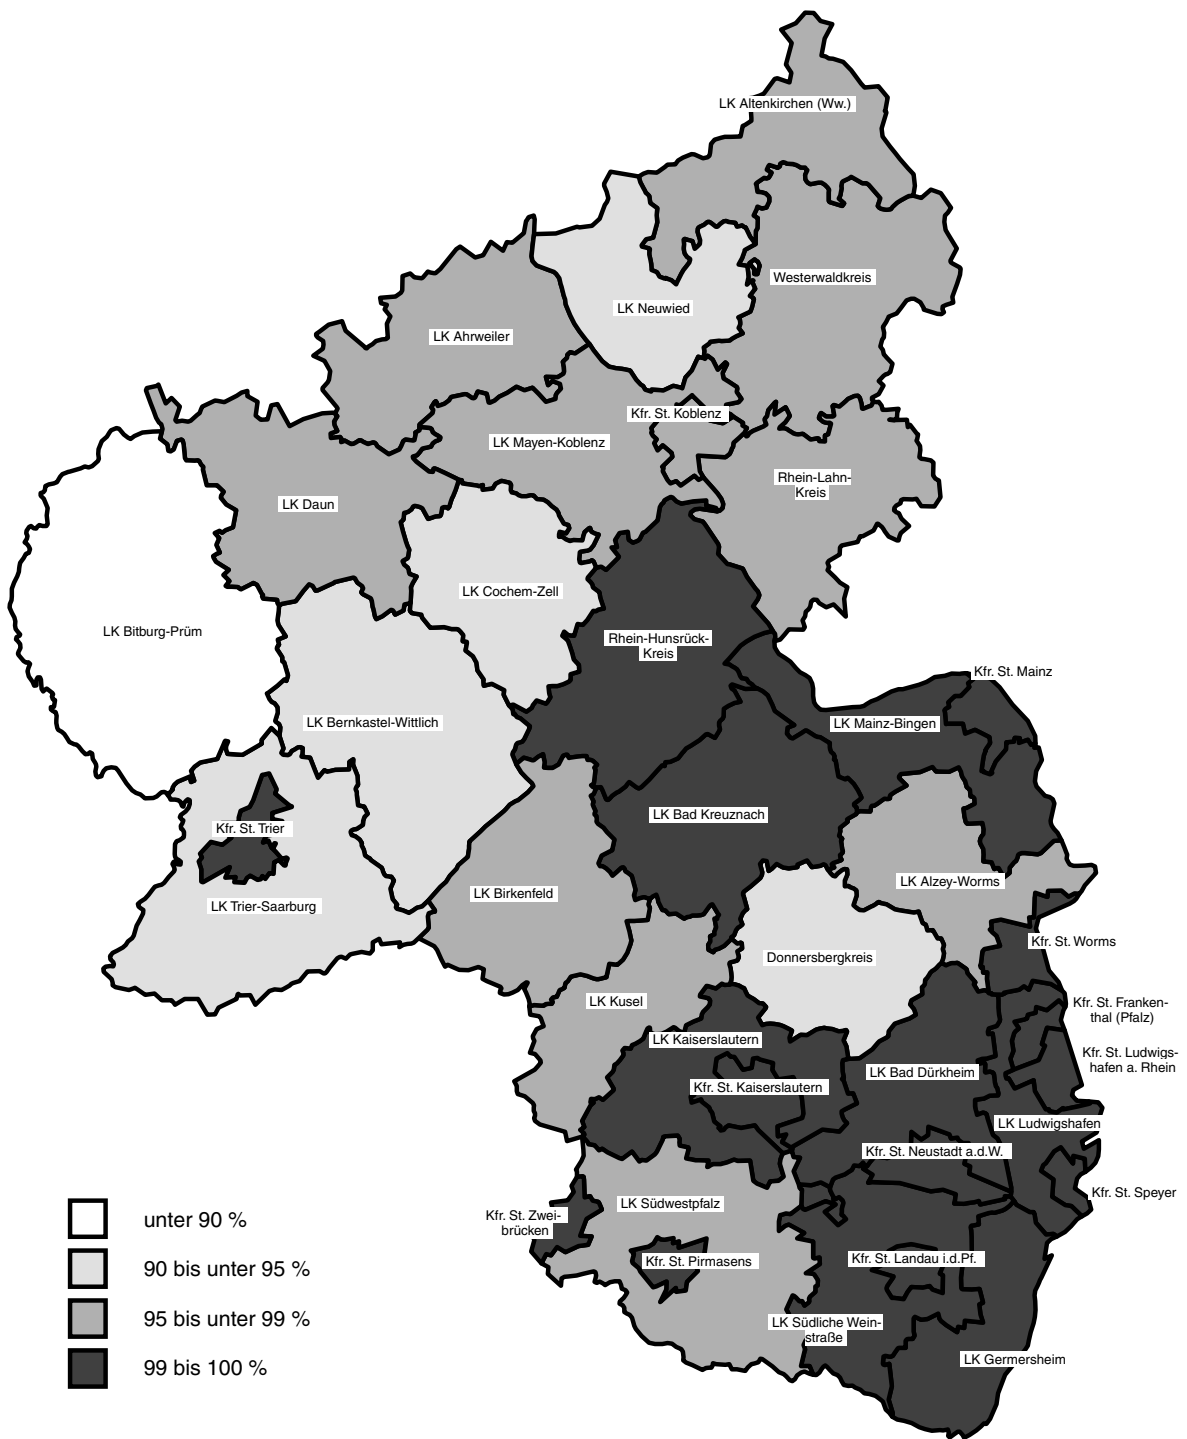 LK Altenkirchen (Ww.)
Westerwaldkreis
LK Neuwied
LK Ahrweiler
Kfr. St. Koblenz
LK Mayen-Koblenz
Rhein-Lahn-
Kreis
LK Daun
LK Cochem-Zell
LK Bitburg-Prüm
Rhein-Hunsrück-
Kreis
Kfr. St. Mainz
LK Bernkastel-Wittlich
LK Mainz-Bingen
LK Bad Kreuznach
Kfr. St. Trier
LK Alzey-Worms
LK Birkenfeld
LK Trier-Saarburg
Kfr. St. Worms
Donnersbergkreis
LK Kusel
Kfr. St. Franken-
thal (Pfalz)
LK Kaiserslautern
Kfr. St. Ludwigs-
hafen a. Rhein
LK Bad Dürkheim
Kfr. St. Kaiserslautern
LK Ludwigshafen
Kfr. St. Neustadt a.d.W.
Kfr. St. Speyer
LK Südwestpfalz
Kfr. St. Zwei-
brücken
Kfr. St. Landau i.d.Pf.
Kfr. St. Pirmasens
LK Südliche Wein-
straße
LK Germersheim
unter 90 %
90 bis unter 95 %
95 bis unter 99 %
99 bis 100 %